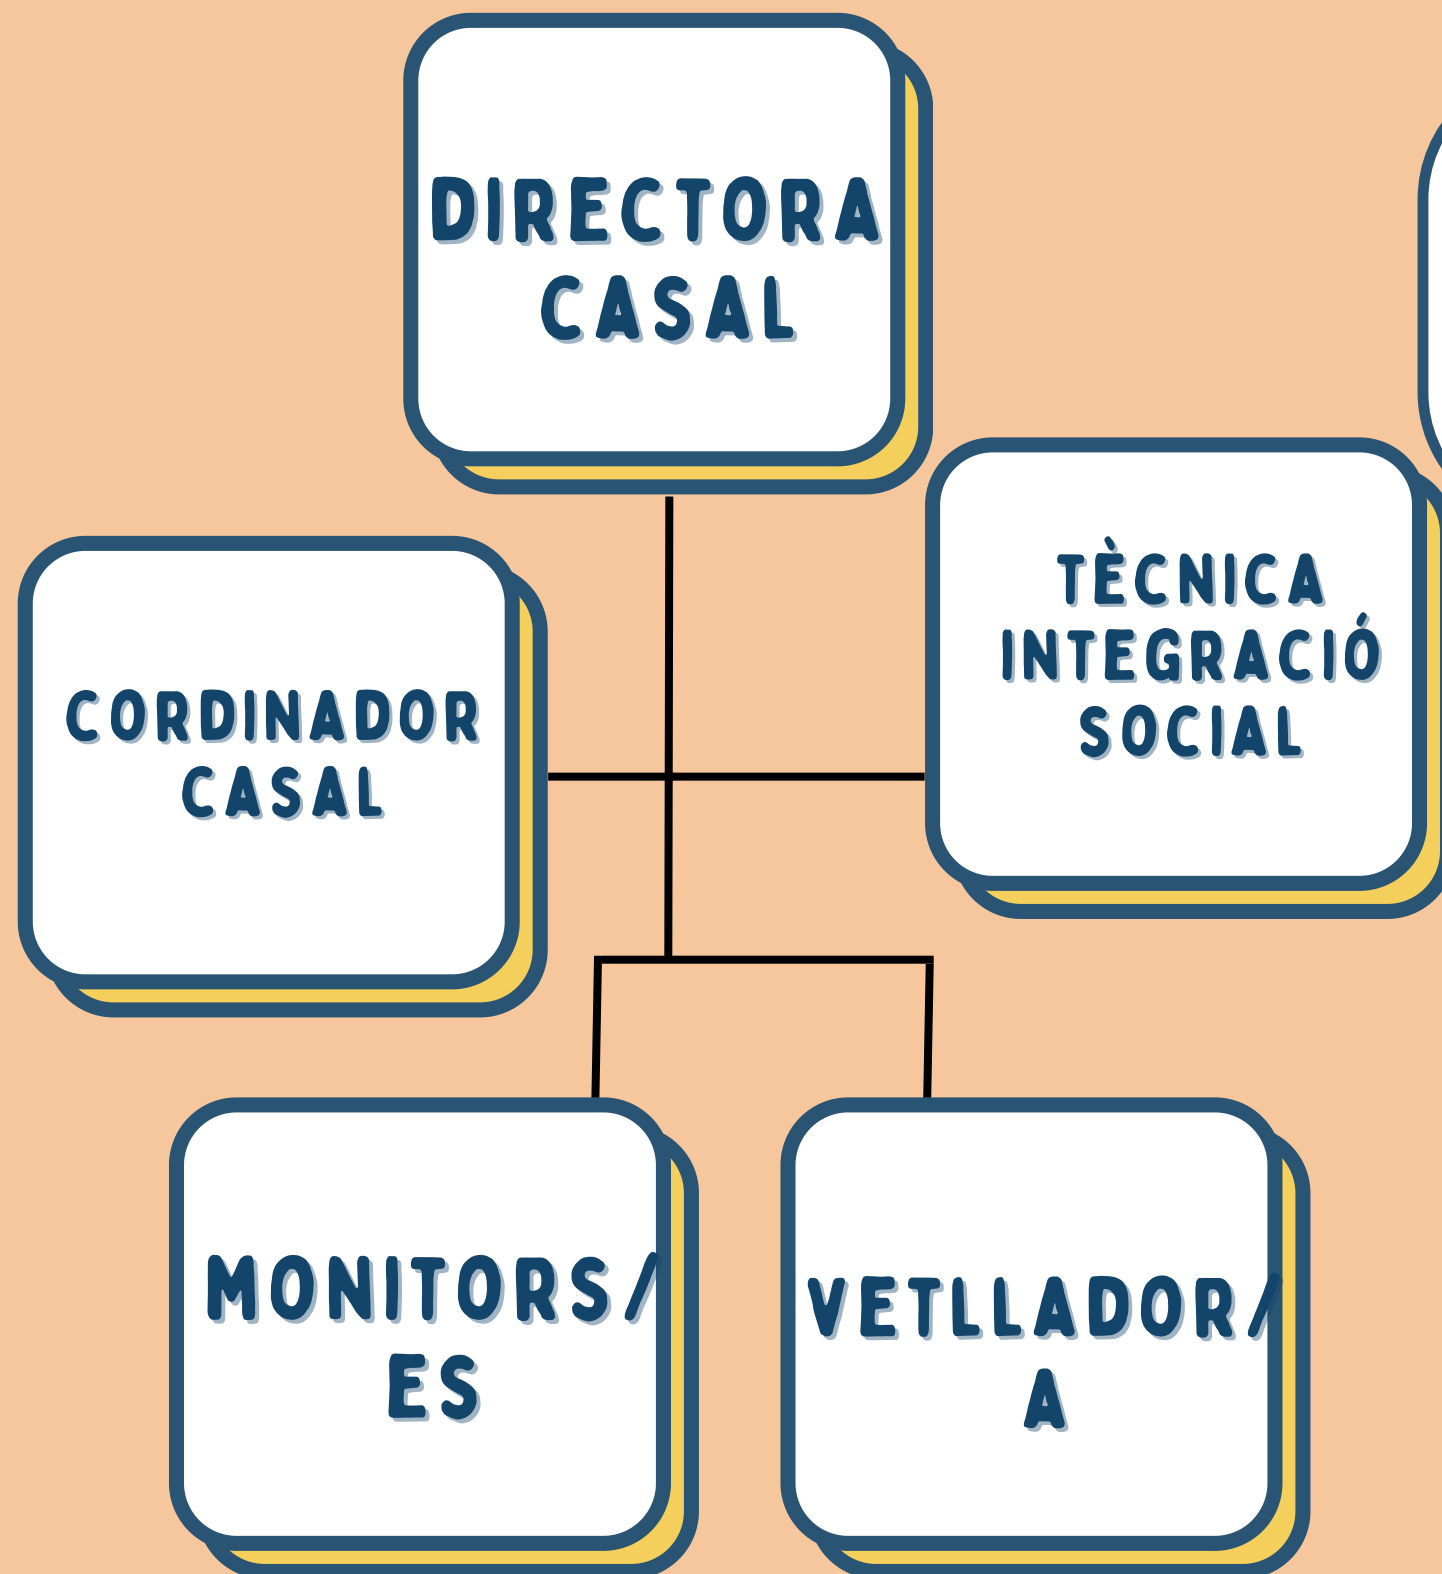 DIRECTORA
CASAL
TÈCNICA
INTEGRACIÓ
SOCIAL
CORDINADOR
CASAL
MONITORS/
ES
VETLLADOR/
A